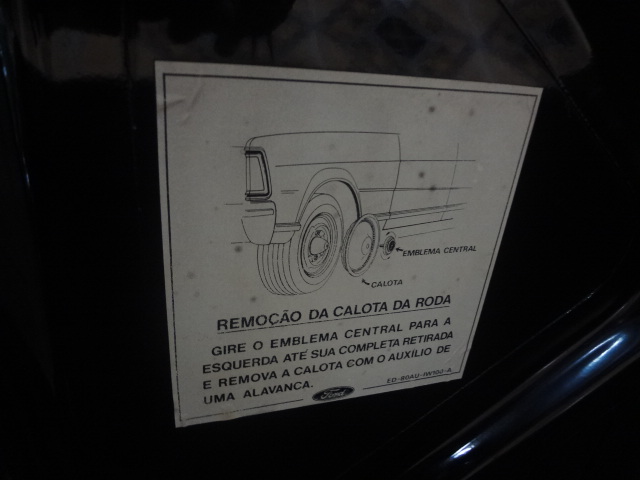 EMBLEMA CENTRAL
CALOTA
REMOÇÃO DA CALOTA DA RODA
GIRE O EMBLEMA CENTRAL PARA A
ESQUERDA ATÉ SUA COMPLETA RETIRADA
E REMOVA A CALOTA COM O AUXÍLIO DE
UMA ALAVANCA.
Ford